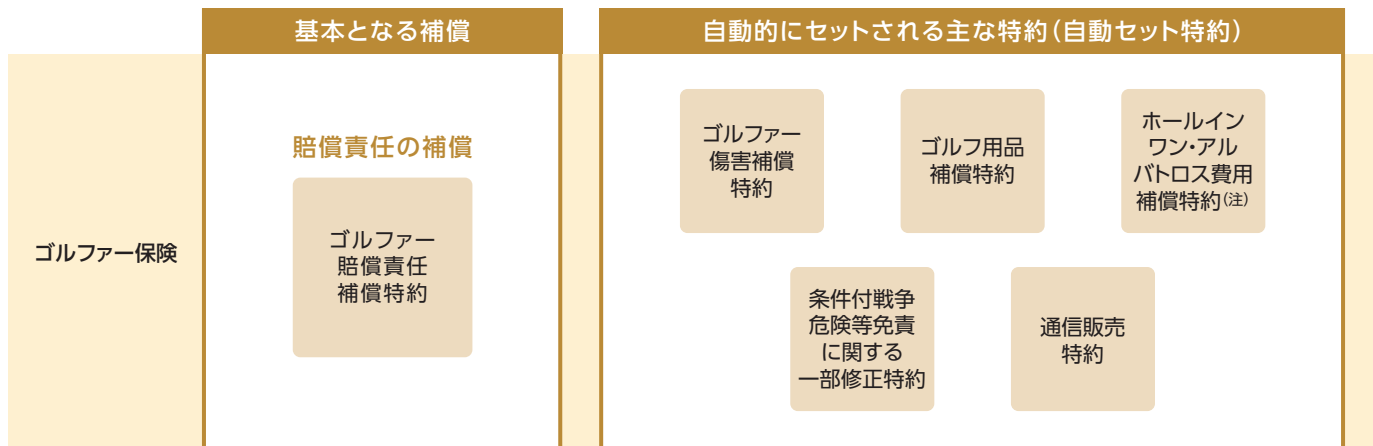 基本となる補償
自動的にセットされる主な特約(自動セット特約)
ゴルファー保険
賠償責任の補償
ゴルファー
賠償責任
補償特約
ゴルファー
傷害補償
特約
ゴルフ用品
補償特約
ホールイン
ワン・アル
バトロス費用
補償特約(注)
条件付戦争
危険等免責
に関する
一部修正特約
通信販売
特約